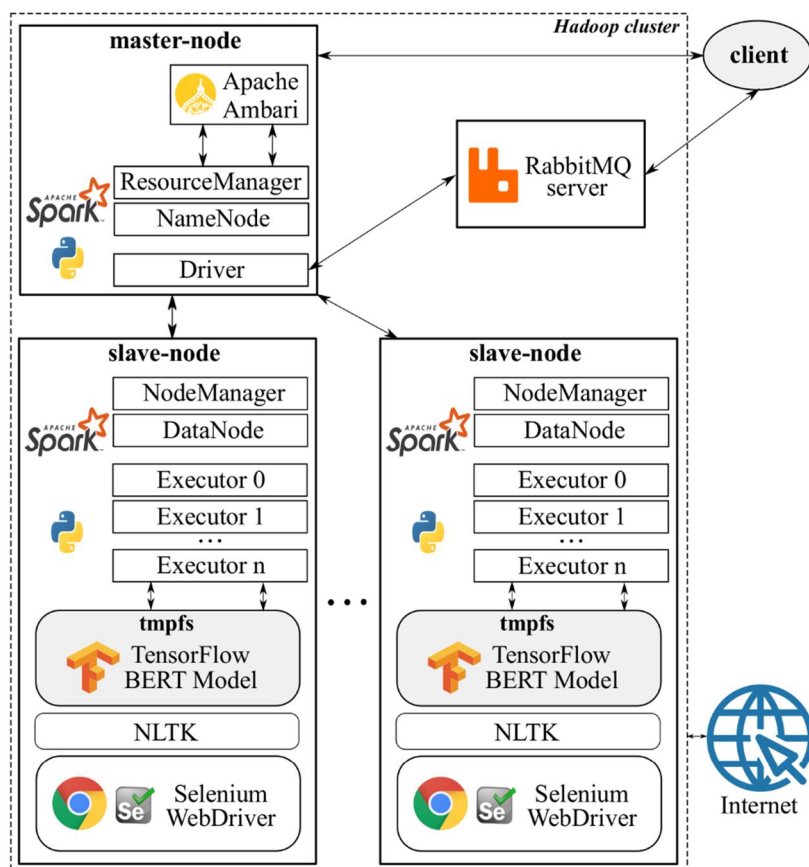 Hadoop cluster
master-node
client
Apache
Ambari
RabbitMQ
server
ResourceManager
APACHE
Spark
NameNode
Driver
slave-node
NodeManager
APACHE
Spark
DataNode
Executor 0
Executor 1
...
Executor n
tmpfs
TensorFlow
BERT Model
NLTK
Se
Selenium
WebDriver
...
slave-node
NodeManager
APACHE
Spark
DataNode
Executor 0
Executor 1
...
Executor n
tmpfs
TensorFlow
BERT Model
NLTK
Se
Selenium
WebDriver
Internet